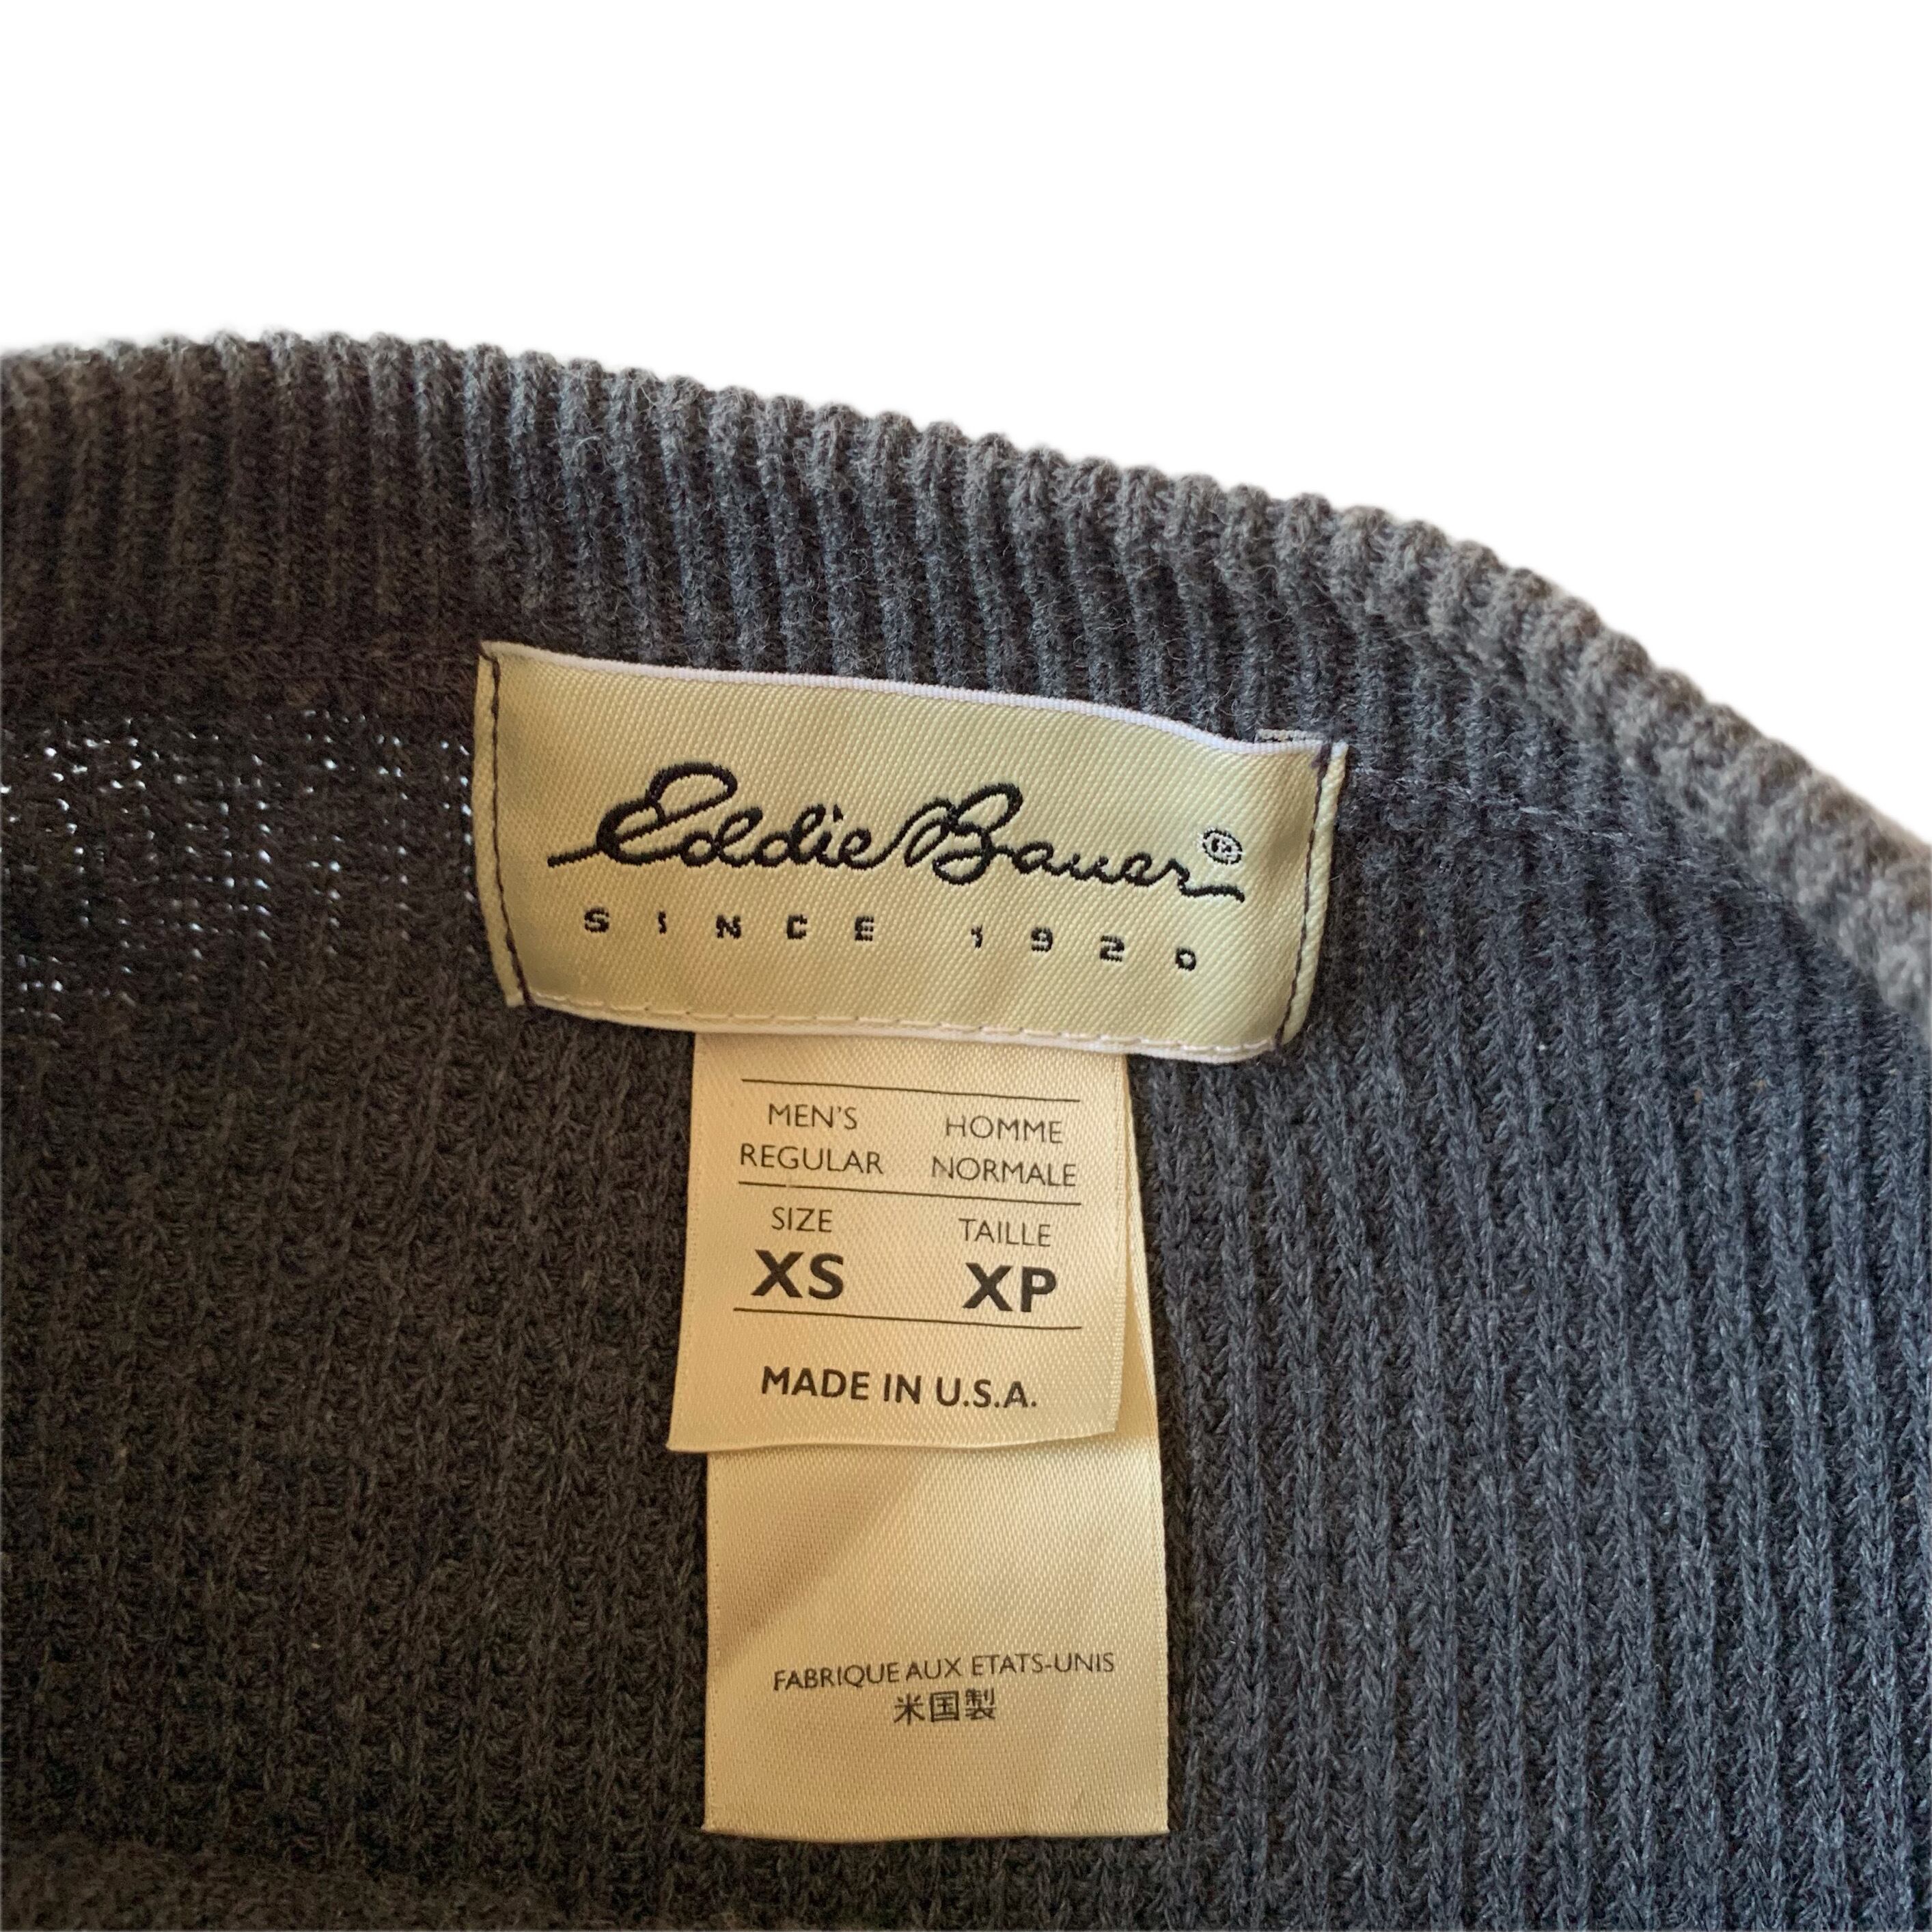 Eddie Bauer®
SINCE 1920
MEN'S HOMME
REGULAR NORMALE
SIZE TAILLE
XS XP
MADE IN U.S.A.
FABRIQUE AUX ETATS-UNIS
米国製